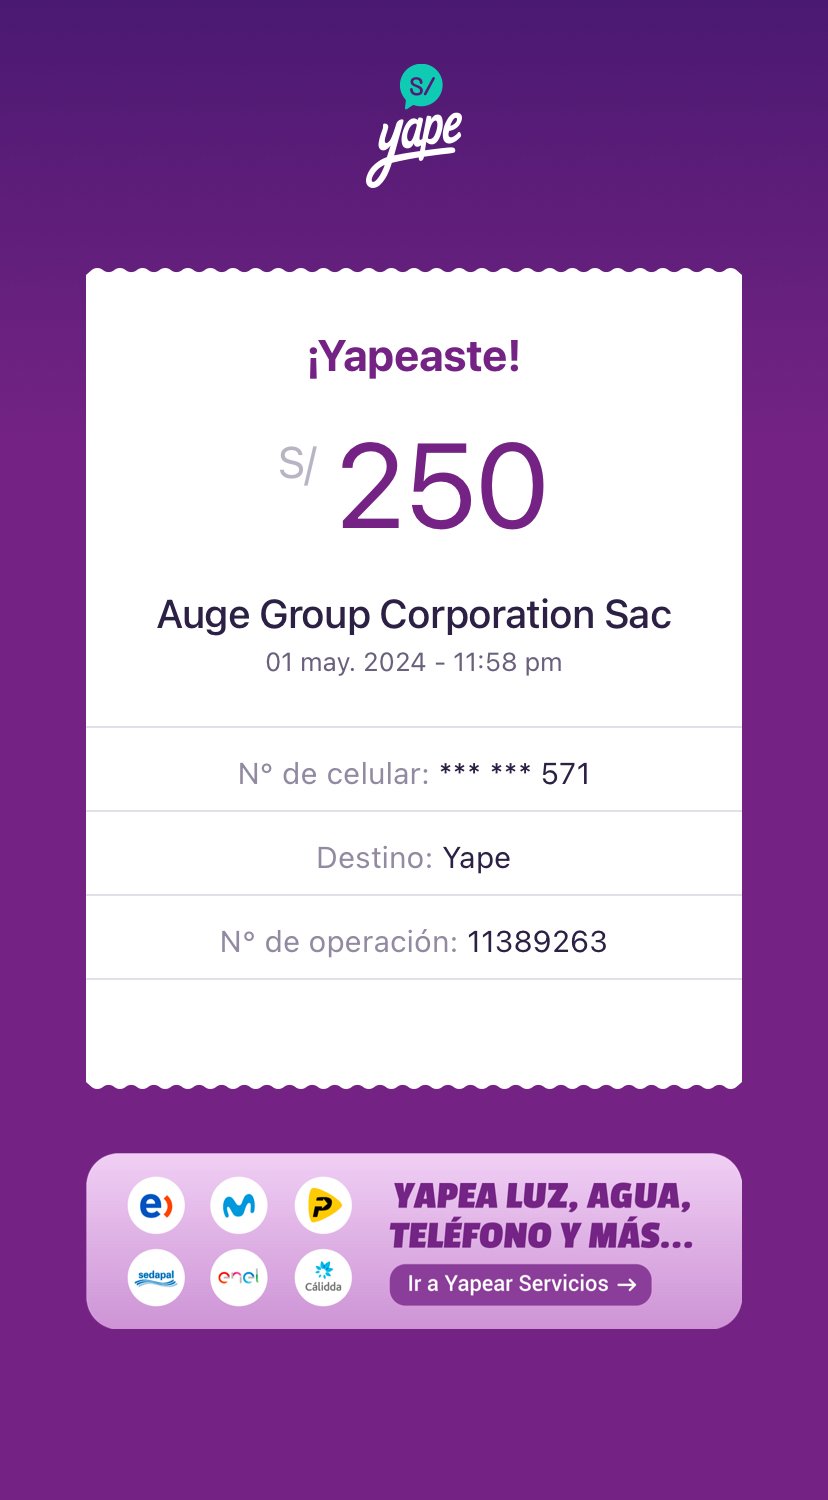 S/
yape
¡Yapeaste!
S/ 250
Auge Group Corporation Sac
01 may. 2024 - 11:58 pm
N° de celular: *** *** 571
Destino: Yape
N° de operación: 11389263
e)
P
YAPEA LUZ, AGUA,
TELÉFONO Y MÁS...
sedapal
enel
Cálidda
Ir a Yapear Servicios →